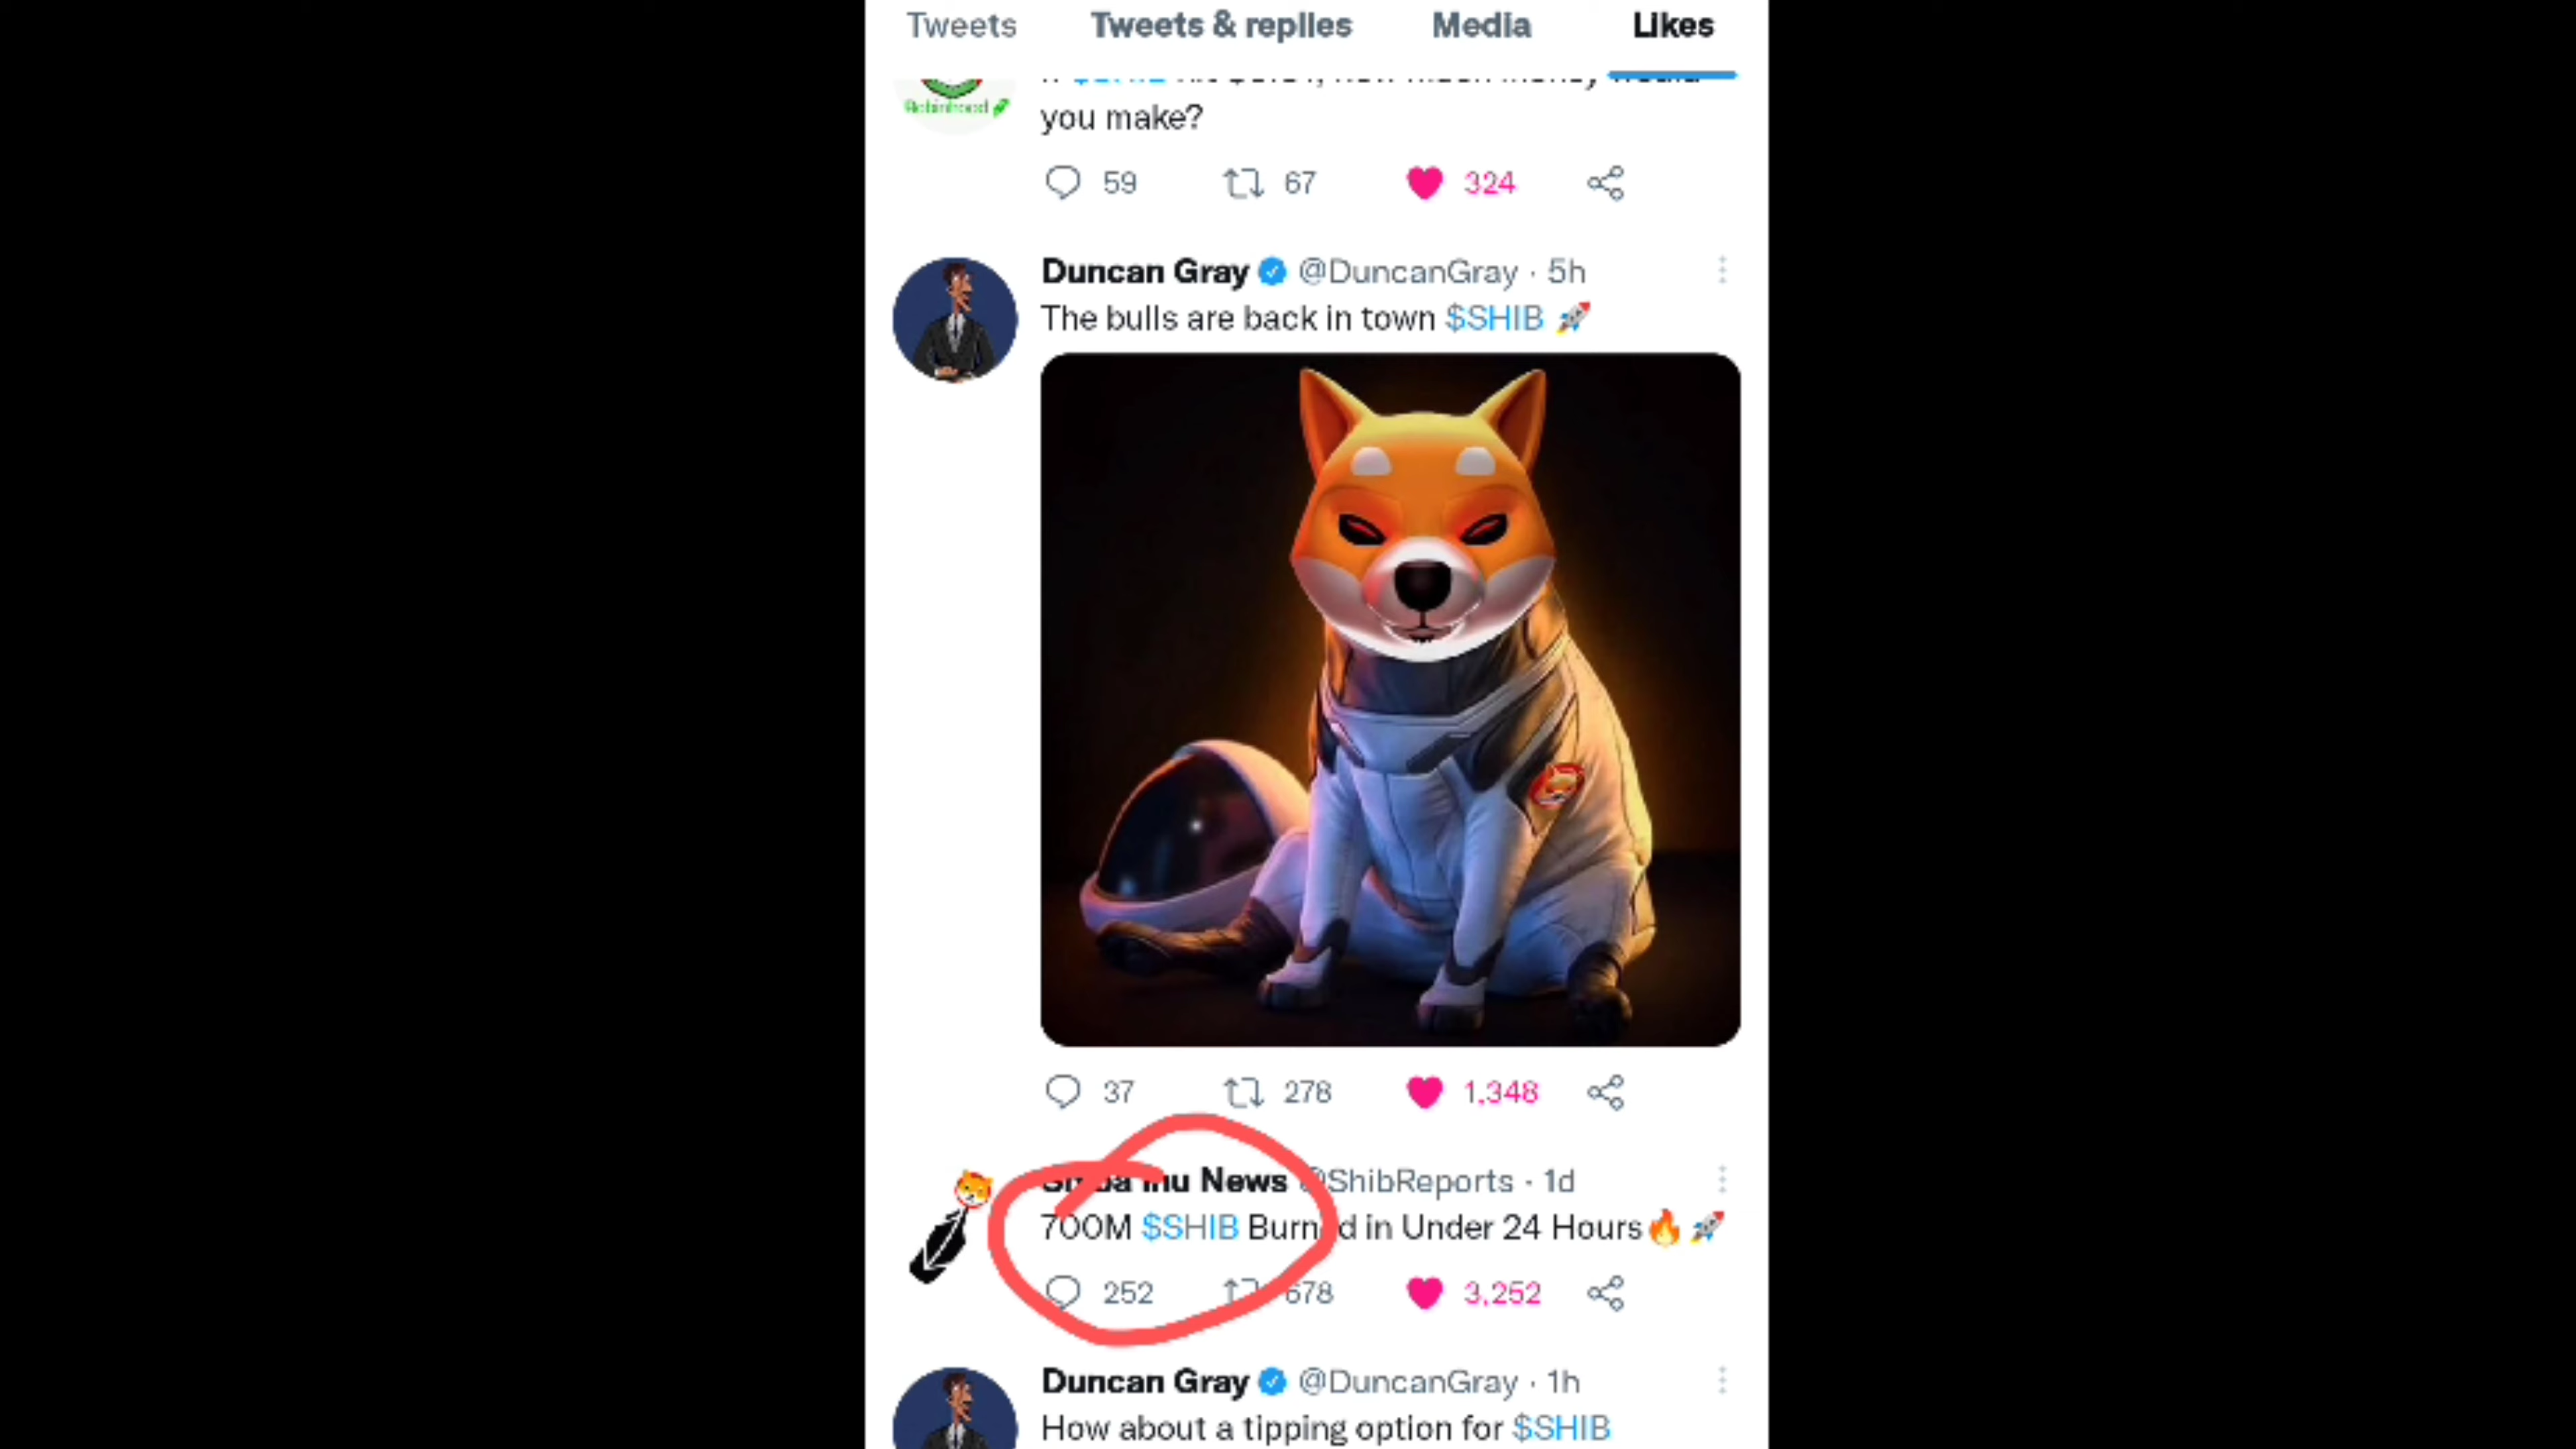 Tweets Tweets & replies Media Likes
Robinhood
you make?
59 67 324
Duncan Gray @DuncanGray · 5h
The bulls are back in town $SHIB 🚀
37 278 1,348
Shiba Inu News @ShibReports · 1d
700M $SHIB Burned in Under 24 Hours🔥🚀
252 678 3,252
Duncan Gray @DuncanGray · 1h
How about a tipping option for $SHIB